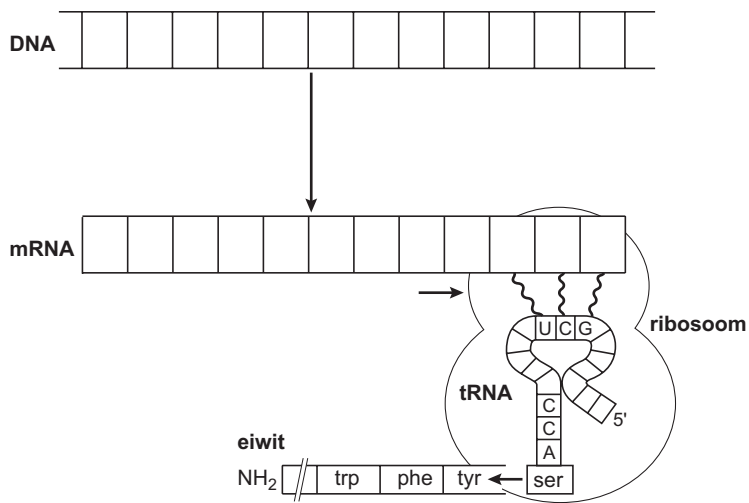 DNA
mRNA
ribosoom
U C G
tRNA
5'
C
C
A
eiwit
NH2 trp phe tyr ser